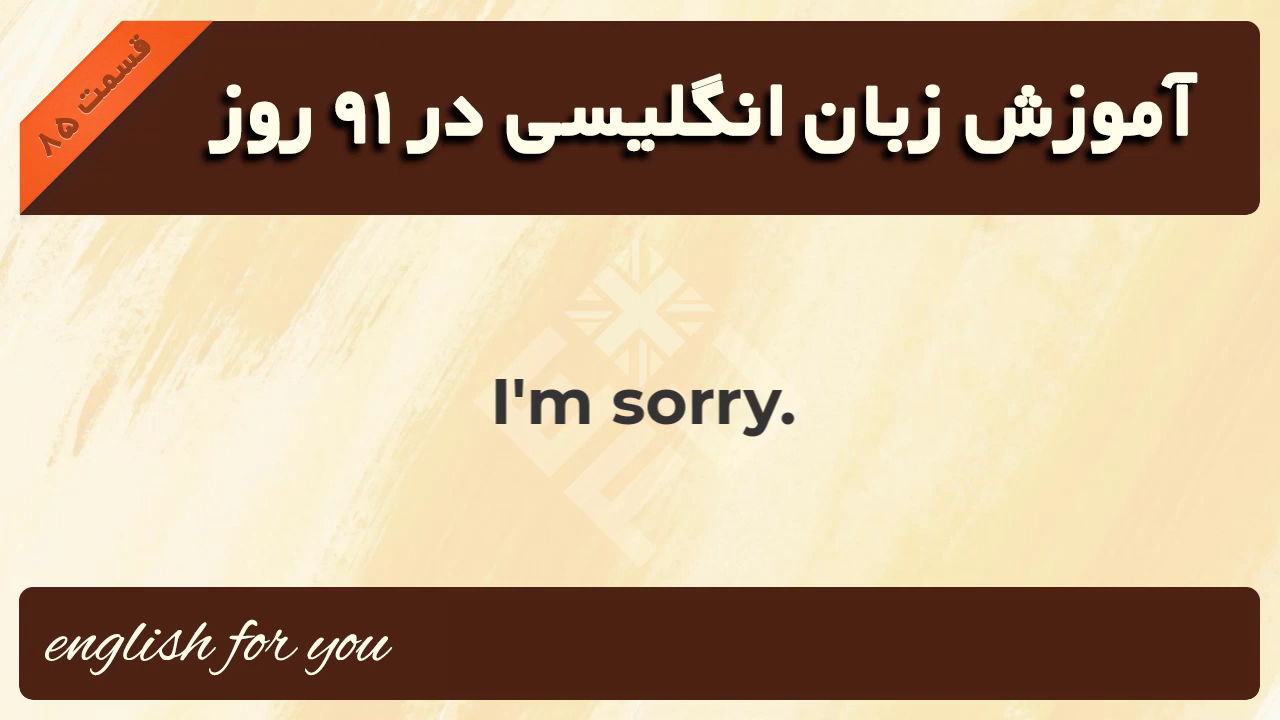 قسمت ۸۵
آموزش زبان انگلیسی در ۹۱ روز
I'm sorry.
english for you